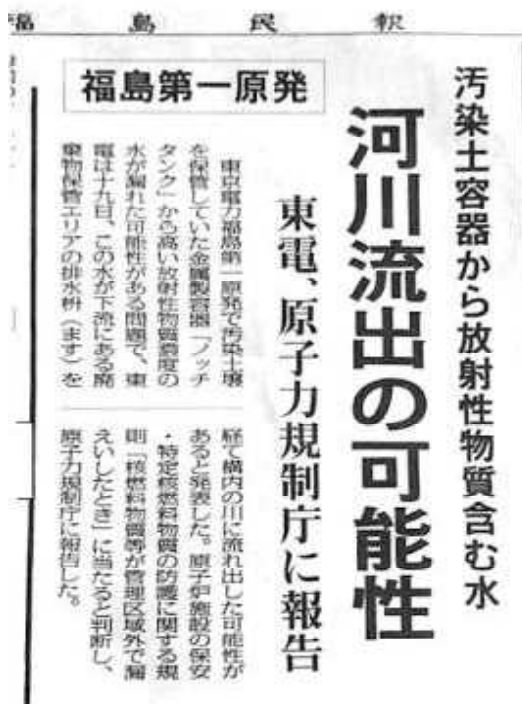 福島民報
汚染土容器から放射性物質含む水
河川流出の可能性
東電、原子力規制庁に報告
福島第一原発
東京電力福島第一原発で汚染土壌
を保管していた金属製容器「ノッチ
タンク」から高い放射性物質濃度の
水が漏れた可能性がある問題で、東
電は十九日、この水が下流にある廃
棄物保管エリアの排水枡（ます）を
経て構内の川に流れ出した可能性が
あると発表した。原子炉施設の保安
・特定核燃料物質の防護に関する規
則「核燃料物質等が管理区域外で漏
えいしたとき」に当たると判断し、
原子力規制庁に報告した。